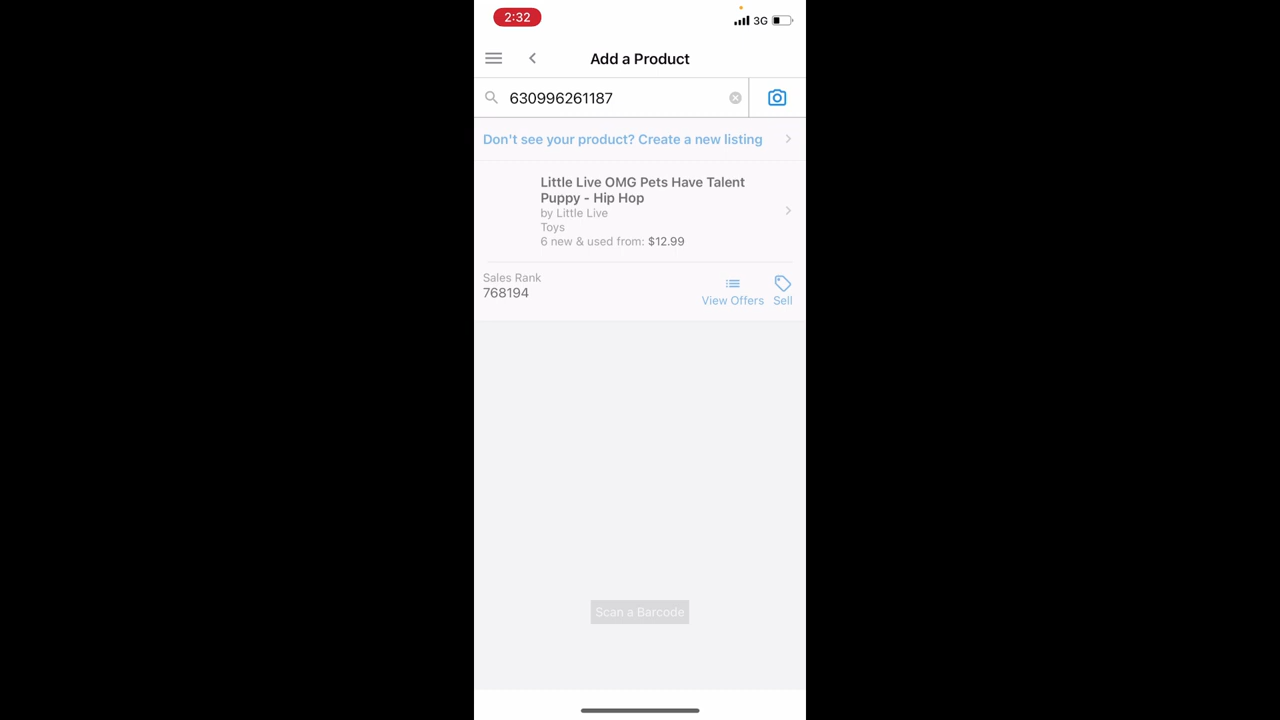 2:32
3G
Add a Product
630996261187
Don't see your product? Create a new listing
Little Live OMG Pets Have Talent
Puppy - Hip Hop
by Little Live
Toys
6 new & used from: $12.99
Sales Rank
768194
View Offers
Sell
Scan a Barcode